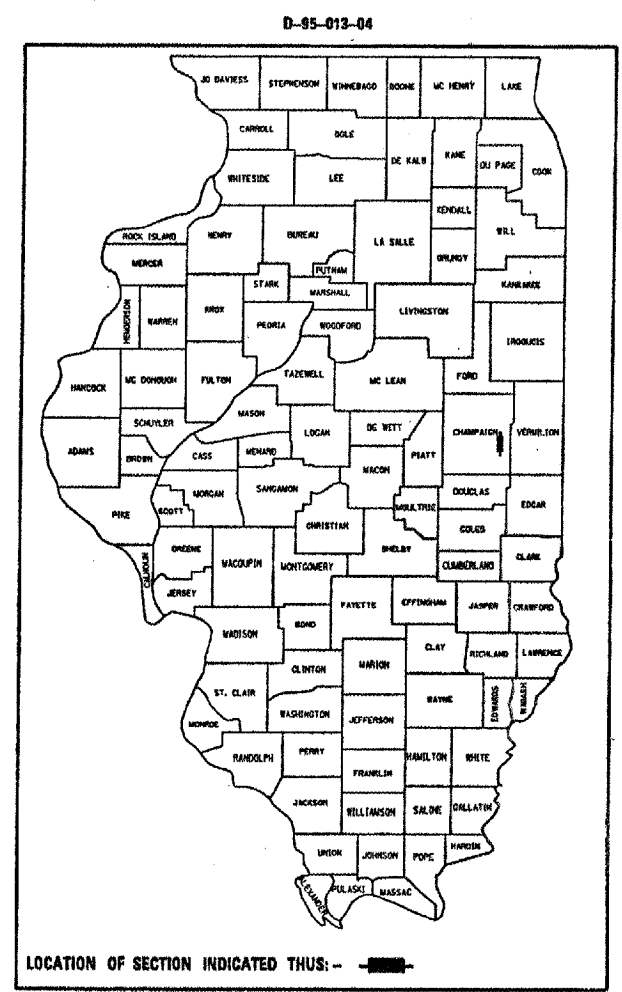 D-95-013-04
JO DAVIESS STEPHENSON WINNEBAGO BOONE MC HENRY LAKE
CARROLL OGLE DE KALB KANE DU PAGE COOK
WHITESIDE LEE KENDALL WILL
ROCK ISLAND HENRY BUREAU LA SALLE GRUNDY
MERCER PUTNAM KANKAKEE
HENDERSON WARREN KNOX STARK MARSHALL LIVINGSTON
PEORIA WOODFORD IROQUOIS
HANCOCK MC DONOUGH FULTON TAZEWELL MC LEAN FORD
SCHUYLER MASON LOGAN DE WITT CHAMPAIGN VERMILION
ADAMS BROWN CASS MENARD MACON PIATT
PIKE SCOTT MORGAN SANGAMON MOULTRIE DOUGLAS EDGAR
CHRISTIAN COLES
CALHOUN GREENE MACOUPIN MONTGOMERY SHELBY CUMBERLAND CLARK
JERSEY FAYETTE EFFINGHAM JASPER CRAWFORD
MADISON BOND
CLINTON MARION CLAY RICHLAND LAWRENCE
ST. CLAIR WAYNE EDWARDS WABASH
MONROE WASHINGTON JEFFERSON
RANDOLPH PERRY HAMILTON WHITE
FRANKLIN
JACKSON WILLIAMSON SALINE GALLATIN
UNION JOHNSON POPE HARDIN
ALEXANDER PULASKI MASSAC
LOCATION OF SECTION INDICATED THUS:-